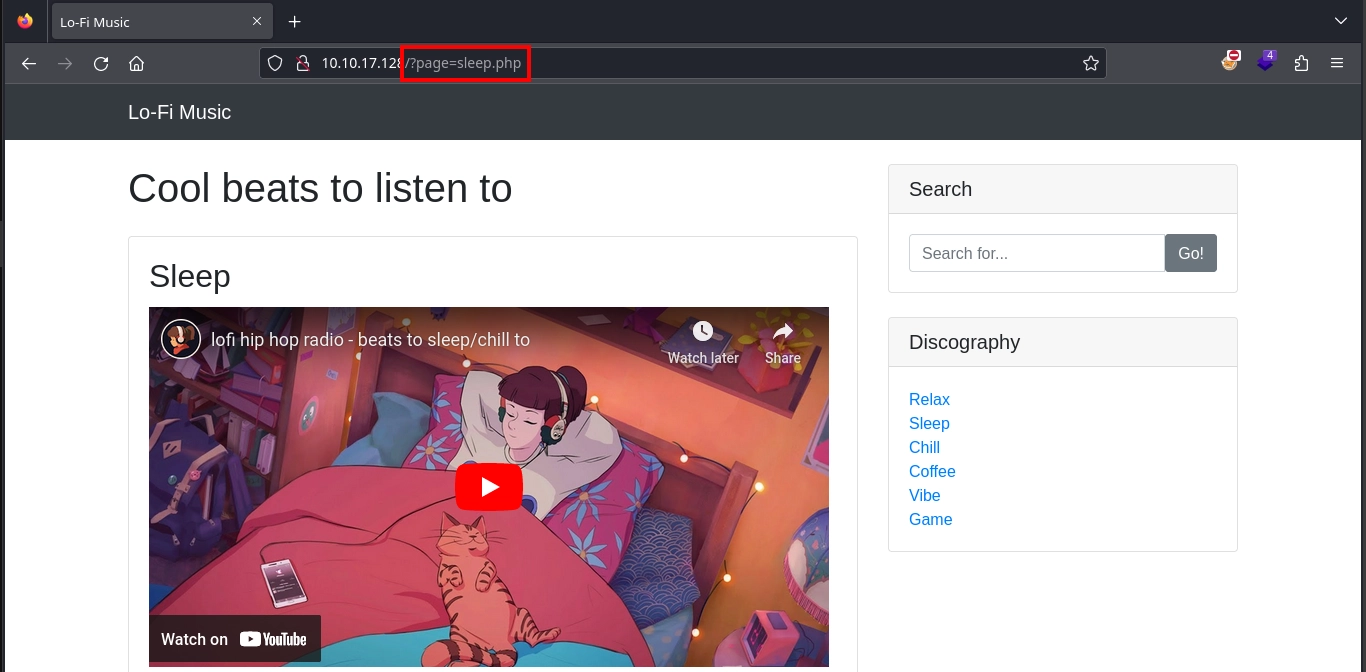 Lo-Fi Music
10.10.17.128/?page=sleep.php
4
Lo-Fi Music
Cool beats to listen to
Sleep
lofi hip hop radio - beats to sleep/chill to
Watch later
Share
Watch on YouTube
Search
Search for...
Go!
Discography
Relax
Sleep
Chill
Coffee
Vibe
Game